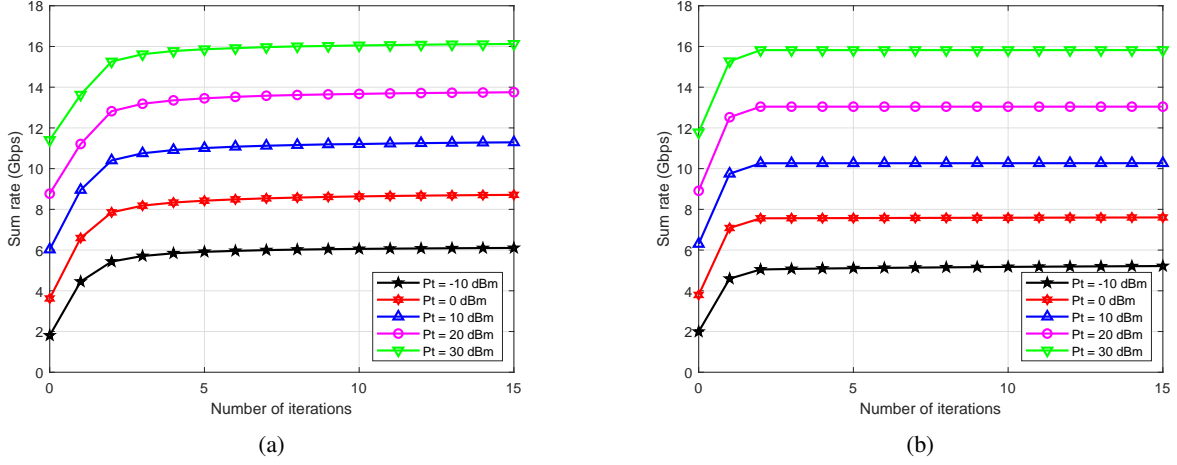 18
16
14
12
10
8
6
4
2
0
Sum rate (Gbps)
Pt = -10 dBm
Pt = 0 dBm
Pt = 10 dBm
Pt = 20 dBm
Pt = 30 dBm
0 5 10 15
Number of iterations
(a)
18
16
14
12
10
8
6
4
2
0
Sum rate (Gbps)
Pt = -10 dBm
Pt = 0 dBm
Pt = 10 dBm
Pt = 20 dBm
Pt = 30 dBm
0 5 10 15
Number of iterations
(b)